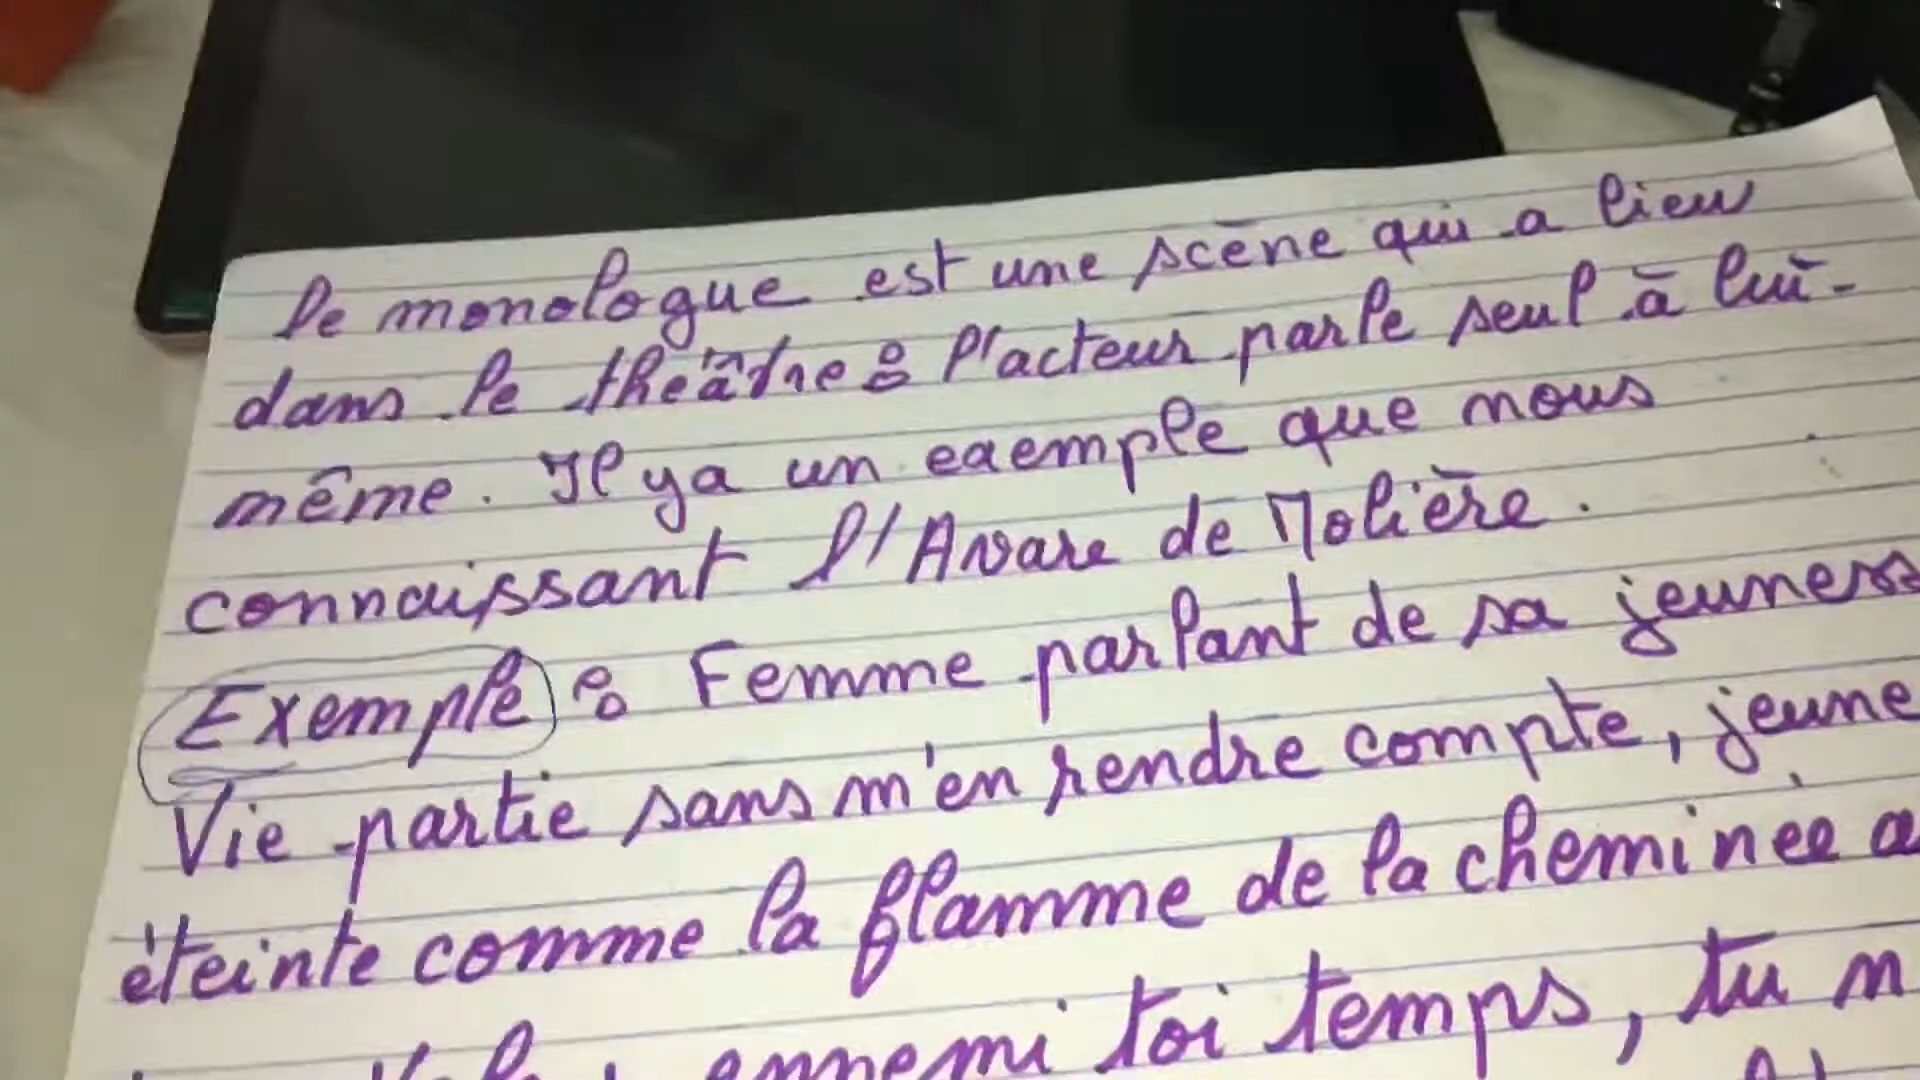 Le monologue est une scène qui a lieu
dans le théâtre : l'acteur parle seul à lui-
même. Il ya un eaemple que nous
connaissant l'Avare de Molière.
Exemple : Femme parlant de sa jeuness
Vie partie sans m'en rendre compte, jeune
éteinte comme la flamme de la cheminée a
ennemi toi temps, tu m